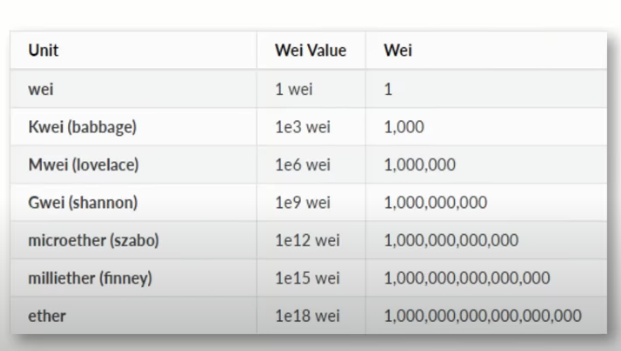 Unit Wei Value Wei
wei 1 wei 1
Kwei (babbage) 1e3 wei 1,000
Mwei (lovelace) 1e6 wei 1,000,000
Gwei (shannon) 1e9 wei 1,000,000,000
microether (szabo) 1e12 wei 1,000,000,000,000
milliether (finney) 1e15 wei 1,000,000,000,000,000
ether 1e18 wei 1,000,000,000,000,000,000